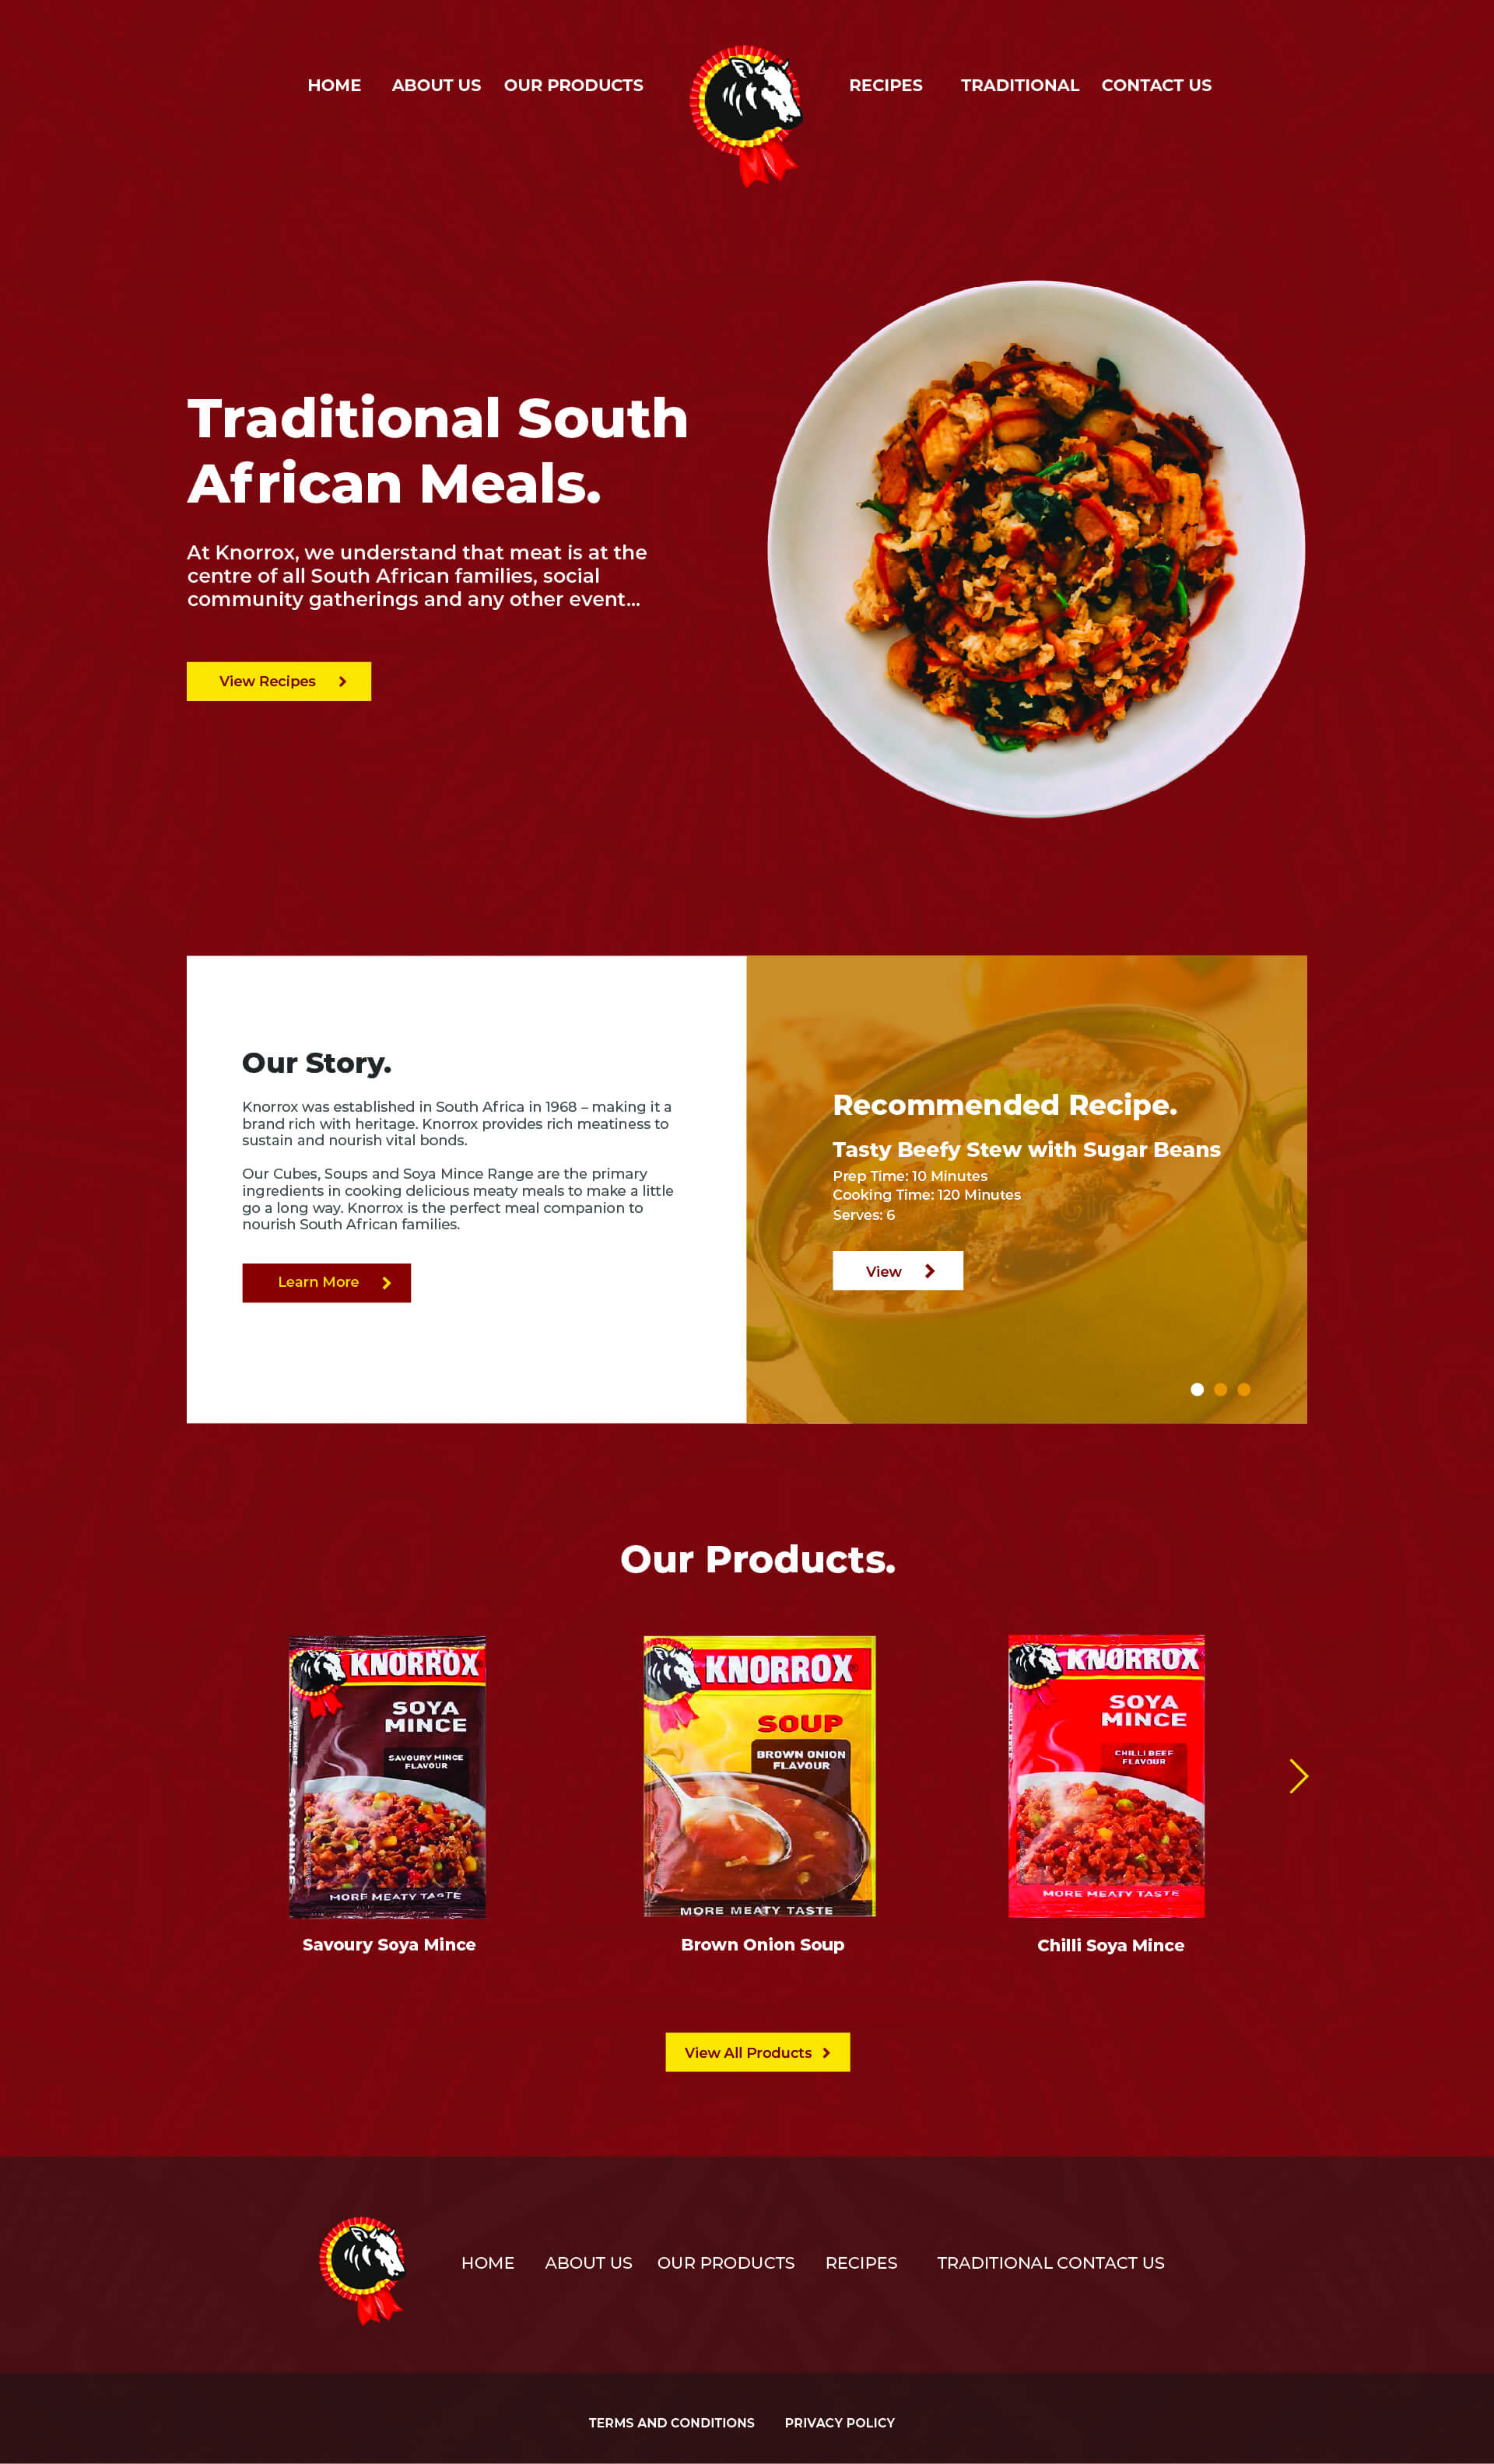 HOME ABOUT US OUR PRODUCTS RECIPES TRADITIONAL CONTACT US
Traditional South
African Meals.
At Knorrox, we understand that meat is at the
centre of all South African families, social
community gatherings and any other event...
View Recipes
Our Story.
Knorrox was established in South Africa in 1968 – making it a
brand rich with heritage. Knorrox provides rich meatiness to
sustain and nourish vital bonds.
Our Cubes, Soups and Soya Mince Range are the primary
ingredients in cooking delicious meaty meals to make a little
go a long way. Knorrox is the perfect meal companion to
nourish South African families.
Learn More
Recommended Recipe.
Tasty Beefy Stew with Sugar Beans
Prep Time: 10 Minutes
Cooking Time: 120 Minutes
Serves: 6
View
Our Products.
KNORROX
SOYA
MINCE
SAVOURY MINCE
FLAVOUR
SOYA MINCE
MORE MEATY TASTE
Savoury Soya Mince
KNORROX
SOUP
BROWN ONION
FLAVOUR
MORE MEATY TASTE
Brown Onion Soup
KNORROX
SOYA
MINCE
CHILLI BEEF
FLAVOUR
MORE MEATY TASTE
Chilli Soya Mince
View All Products
HOME ABOUT US OUR PRODUCTS RECIPES TRADITIONAL CONTACT US
TERMS AND CONDITIONS PRIVACY POLICY